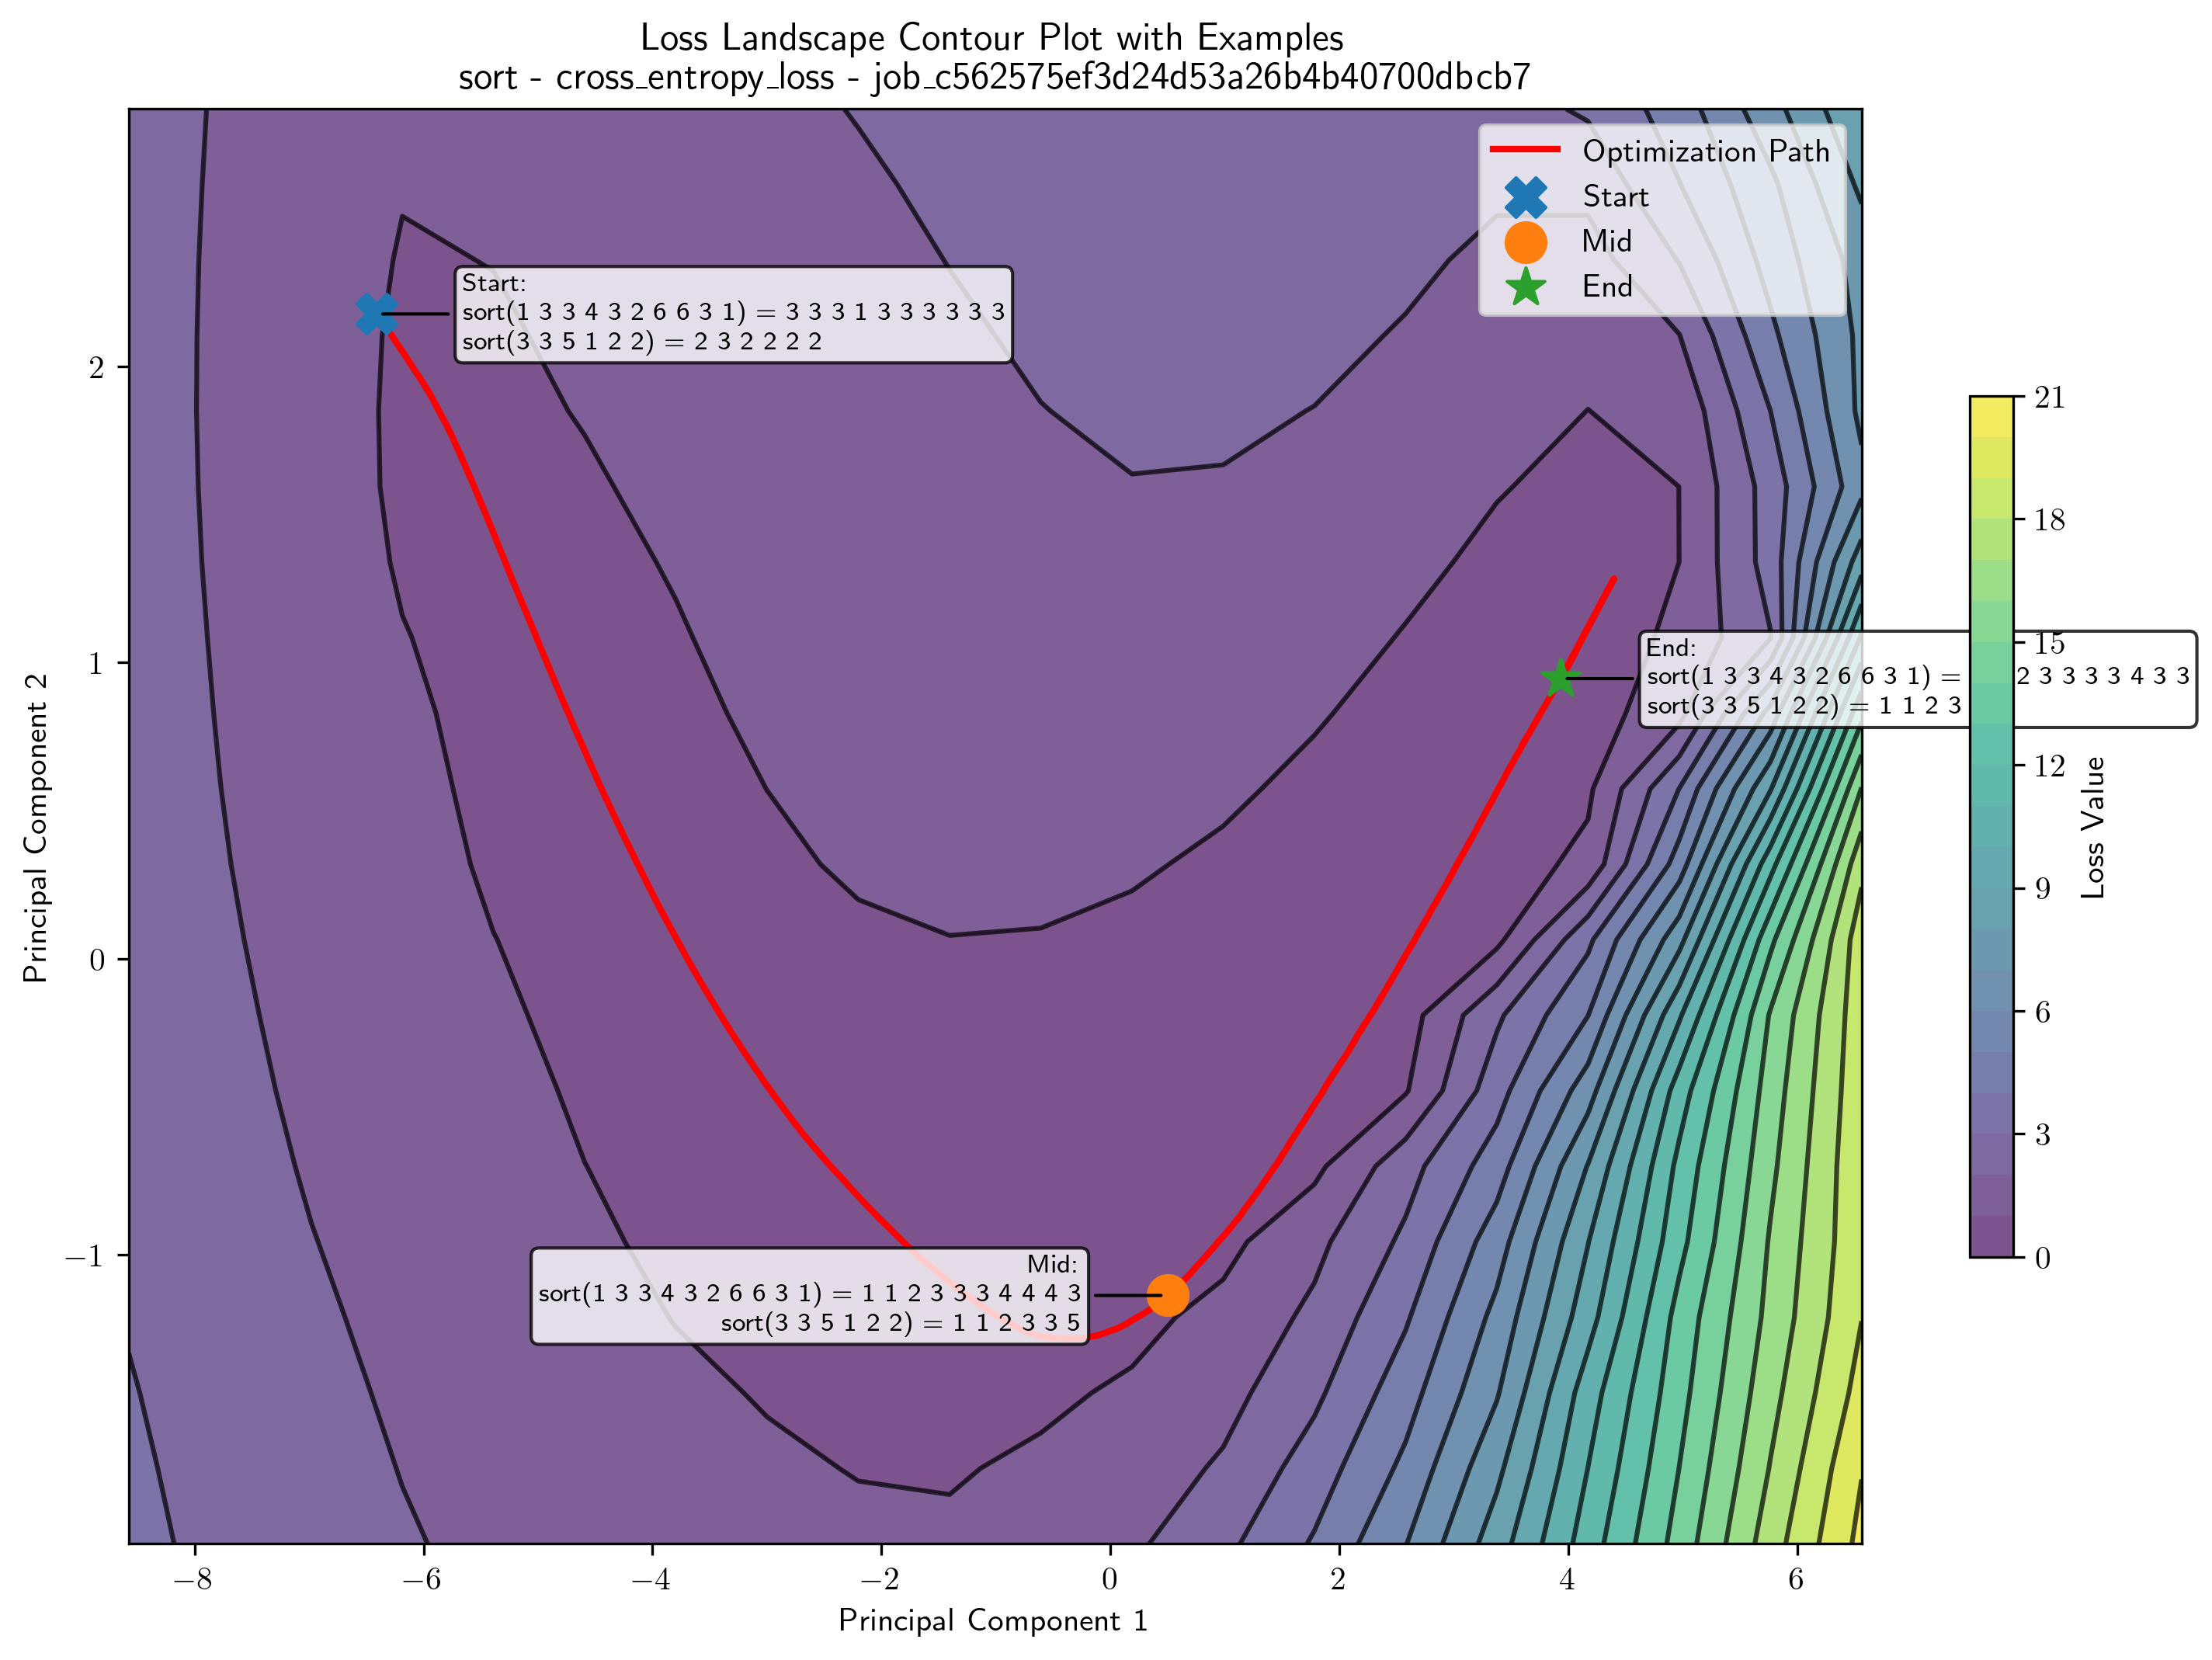 Loss Landscape Contour Plot with Examples
sort - cross_entropy_loss - job_c562575ef3d24d53a26b4b40700dbcb7
Optimization Path
Start
Mid
End
Start:
sort(1 3 3 4 3 2 6 6 3 1) = 3 3 3 1 3 3 3 3 3 3
sort(3 3 5 1 2 2) = 2 3 2 2 2 2
End:
sort(1 3 3 4 3 2 6 6 3 1) = 2 3 3 3 3 4 3 3
sort(3 3 5 1 2 2) = 1 1 2 3
Mid:
sort(1 3 3 4 3 2 6 6 3 1) = 1 1 2 3 3 3 4 4 4 3
sort(3 3 5 1 2 2) = 1 1 2 3 3 5
2
1
0
−1
Principal Component 2
−8
−6
−4
−2
0
2
4
6
Principal Component 1
21
18
15
12
9
6
3
0
Loss Value